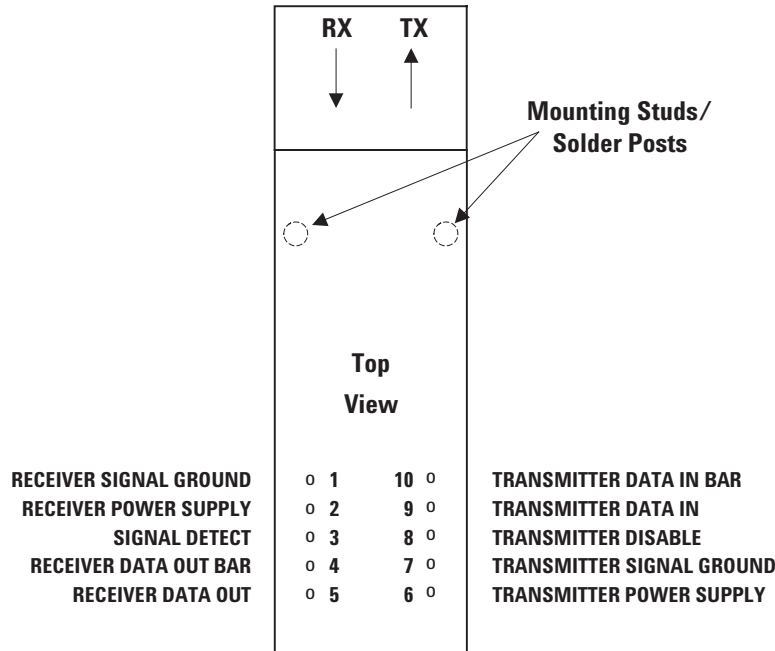 RX TX
Mounting Studs/
Solder Posts
Top
View
RECEIVER SIGNAL GROUND o 1 10 o TRANSMITTER DATA IN BAR
RECEIVER POWER SUPPLY o 2 9 o TRANSMITTER DATA IN
SIGNAL DETECT o 3 8 o TRANSMITTER DISABLE
RECEIVER DATA OUT BAR o 4 7 o TRANSMITTER SIGNAL GROUND
RECEIVER DATA OUT o 5 6 o TRANSMITTER POWER SUPPLY